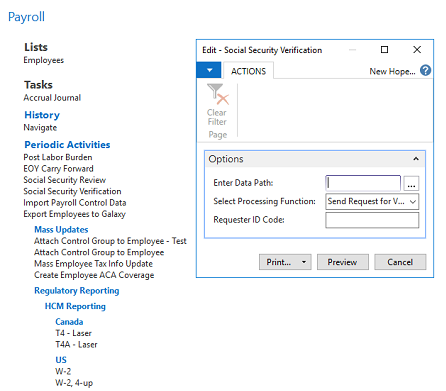 Payroll
Lists
Employees
Tasks
Accrual Journal
History
Navigate
Periodic Activities
Post Labor Burden
EOY Carry Forward
Social Security Review
Social Security Verification
Import Payroll Control Data
Export Employees to Galaxy
Mass Updates
Attach Control Group to Employee - Test
Attach Control Group to Employee
Mass Employee Tax Info Update
Create Employee ACA Coverage
Regulatory Reporting
HCM Reporting
Canada
T4 - Laser
T4A - Laser
US
W-2
W-2, 4-up
Edit - Social Security Verification
ACTIONS
New Hope...
?
Clear
Filter
Page
Options
Enter Data Path:
...
Select Processing Function: Send Request for V...
Requester ID Code:
Print... Preview Cancel